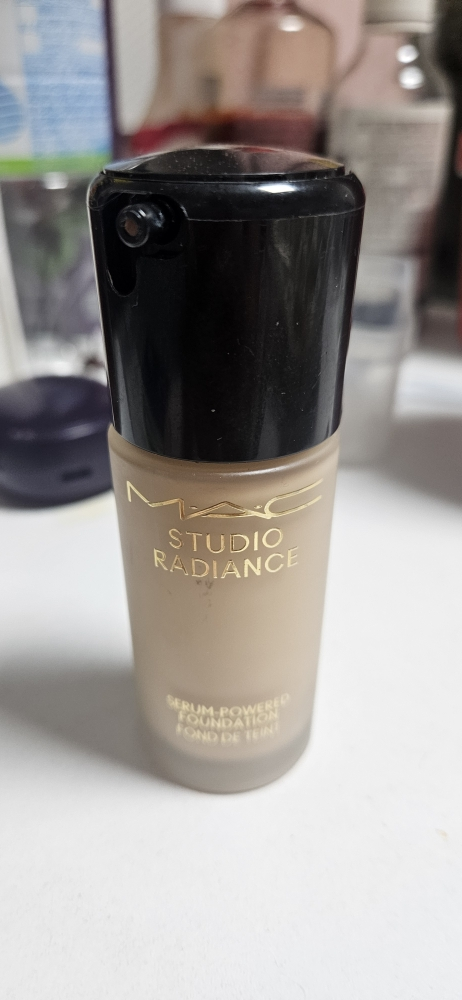 M·A·C
STUDIO
RADIANCE
SERUM-POWERED
FOUNDATION
FOND DE TEINT